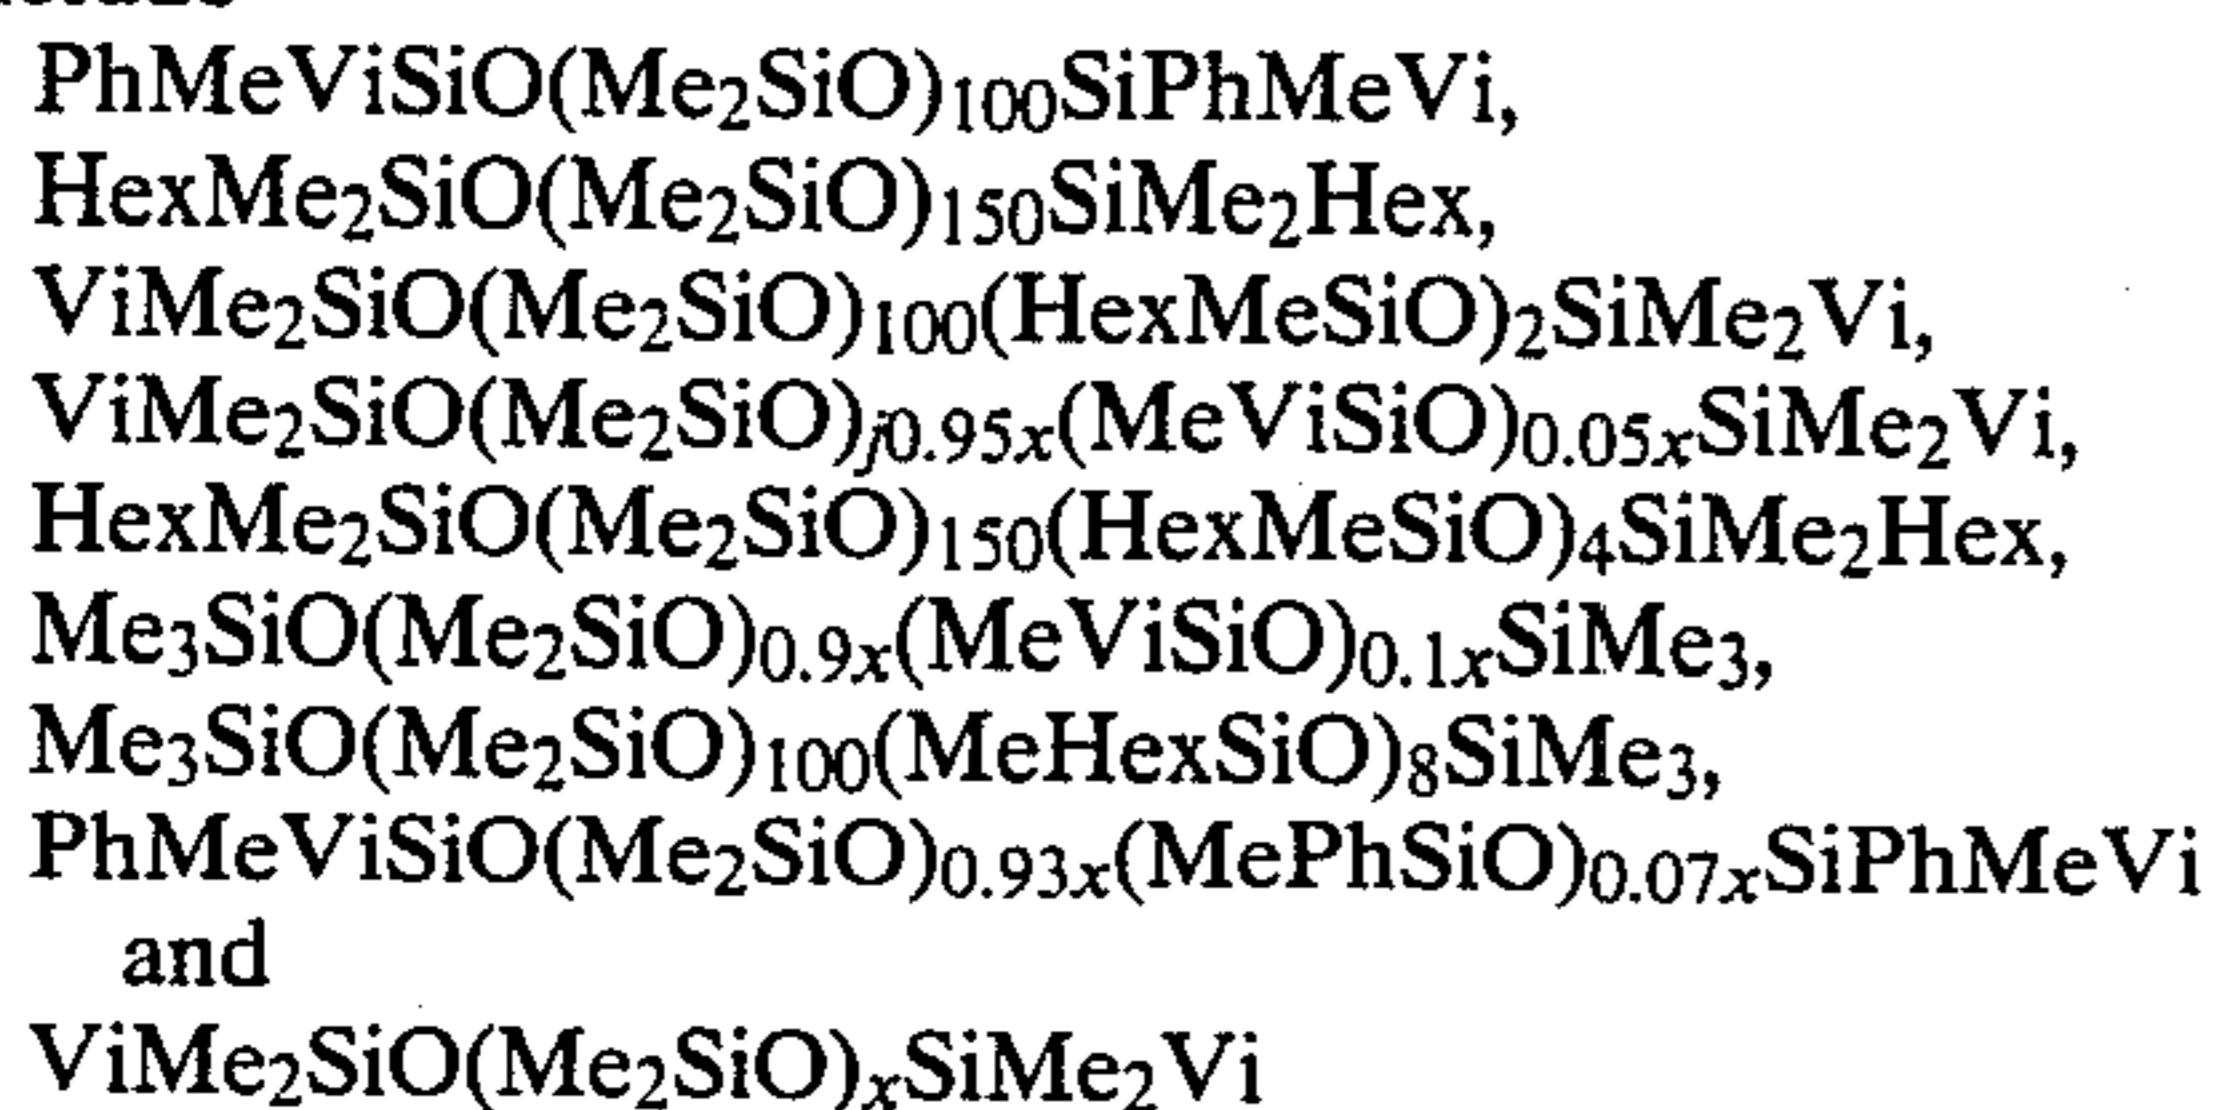 PhMeViSiO(Me₂SiO)₁₀₀SiPhMeVi,
HexMe₂SiO(Me₂SiO)₁₅₀SiMe₂Hex,
ViMe₂SiO(Me₂SiO)₁₀₀(HexMeSiO)₂SiMe₂Vi,
ViMe₂SiO(Me₂SiO)j0.95x(MeViSiO)0.05xSiMe₂Vi,
HexMe₂SiO(Me₂SiO)₁₅₀(HexMeSiO)₄SiMe₂Hex,
Me₃SiO(Me₂SiO)0.9x(MeViSiO)0.1xSiMe₃,
Me₃SiO(Me₂SiO)₁₀₀(MeHexSiO)₈SiMe₃,
PhMeViSiO(Me₂SiO)0.93x(MePhSiO)0.07xSiPhMeVi
and
ViMe₂SiO(Me₂SiO)xSiMe₂Vi